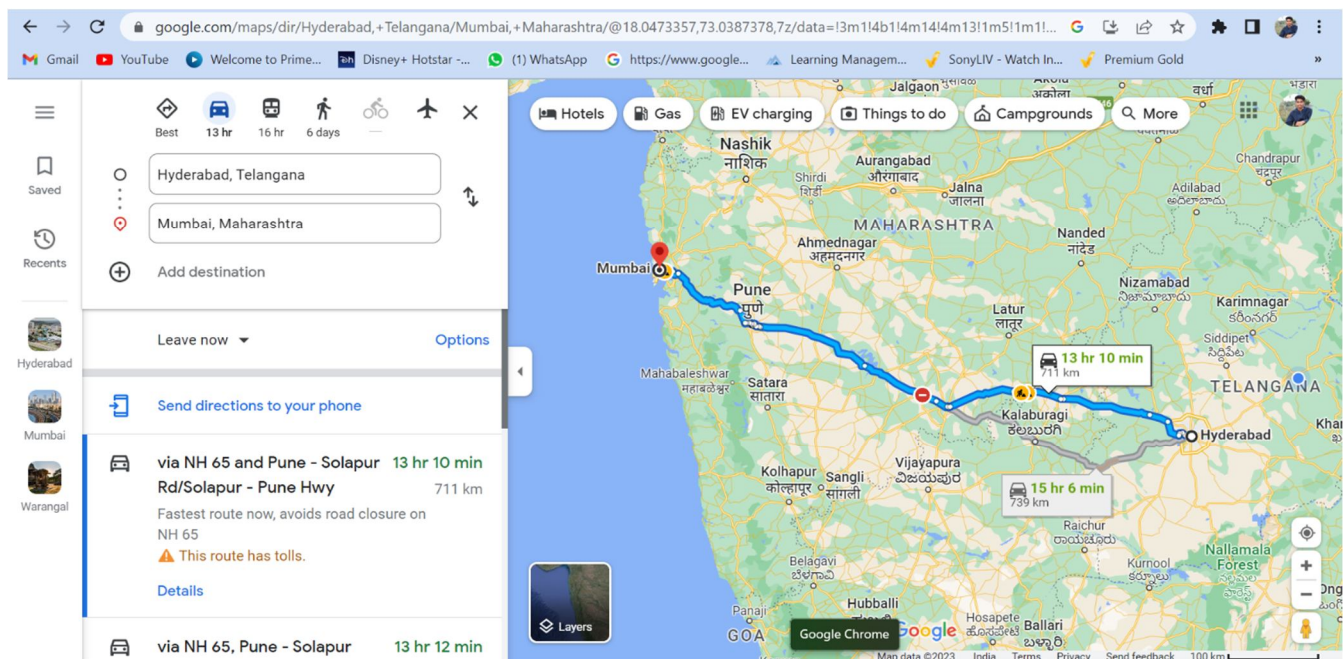 google.com/maps/dir/Hyderabad,+Telangana/Mumbai,+Maharashtra/@18.0473357,73.0387378,7z/data=!3m1!4b1!4m14!4m13!1m5!1m1!...
Gmail
YouTube
Welcome to Prime...
Disney+ Hotstar -...
(1) WhatsApp
https://www.google...
Learning Managem...
SonyLIV - Watch In...
Premium Gold
»
Best
13 hr
16 hr
6 days
—
Saved
Recents
Hyderabad
Mumbai
Warangal
Hyderabad, Telangana
Mumbai, Maharashtra
Add destination
Leave now
Options
Send directions to your phone
via NH 65 and Pune - Solapur 13 hr 10 min
Rd/Solapur - Pune Hwy 711 km
Fastest route now, avoids road closure on
NH 65
This route has tolls.
Details
via NH 65, Pune - Solapur 13 hr 12 min
Hotels
Gas
EV charging
Things to do
Campgrounds
More
Jalgaon
अकोला
वर्धा
Nashik
नाशिक
Shirdi
शिर्डी
Aurangabad
औरंगाबाद
Jalna
जालना
Chandrapur
चंद्रपूर
Adilabad
MAHARASHTRA
Ahmednagar
अहमदनगर
Nanded
नांदेड
Mumbai
Pune
पुणे
Nizamabad
నిజామాబాదు
Karimnagar
కరీంనగర్
Latur
लातूर
Siddipet
సిద్దిపేట
13 hr 10 min
711 km
TELANGANA
Mahabaleshwar
महाबळेश्वर
Satara
सातारा
Kalaburagi
ಕಲಬುರಗಿ
Hyderabad
Kolhapur
कोल्हापूर
Sangli
सांगली
Vijayapura
ವಿಜಯಪುರ
15 hr 6 min
739 km
Raichur
ರಾಯಚೂರು
Belagavi
ಬೆಳಗಾವಿ
Kurnool
కర్నూలు
Nallamala
Forest
Panaji
GOA
Hubballi
Hosapete
ಹೊಸಪೇಟೆ
Ballari
ಬಳ್ಳಾರಿ
Layers
Google Chrome
Google
Map data ©2023 India Terms Privacy Send feedback 100 km